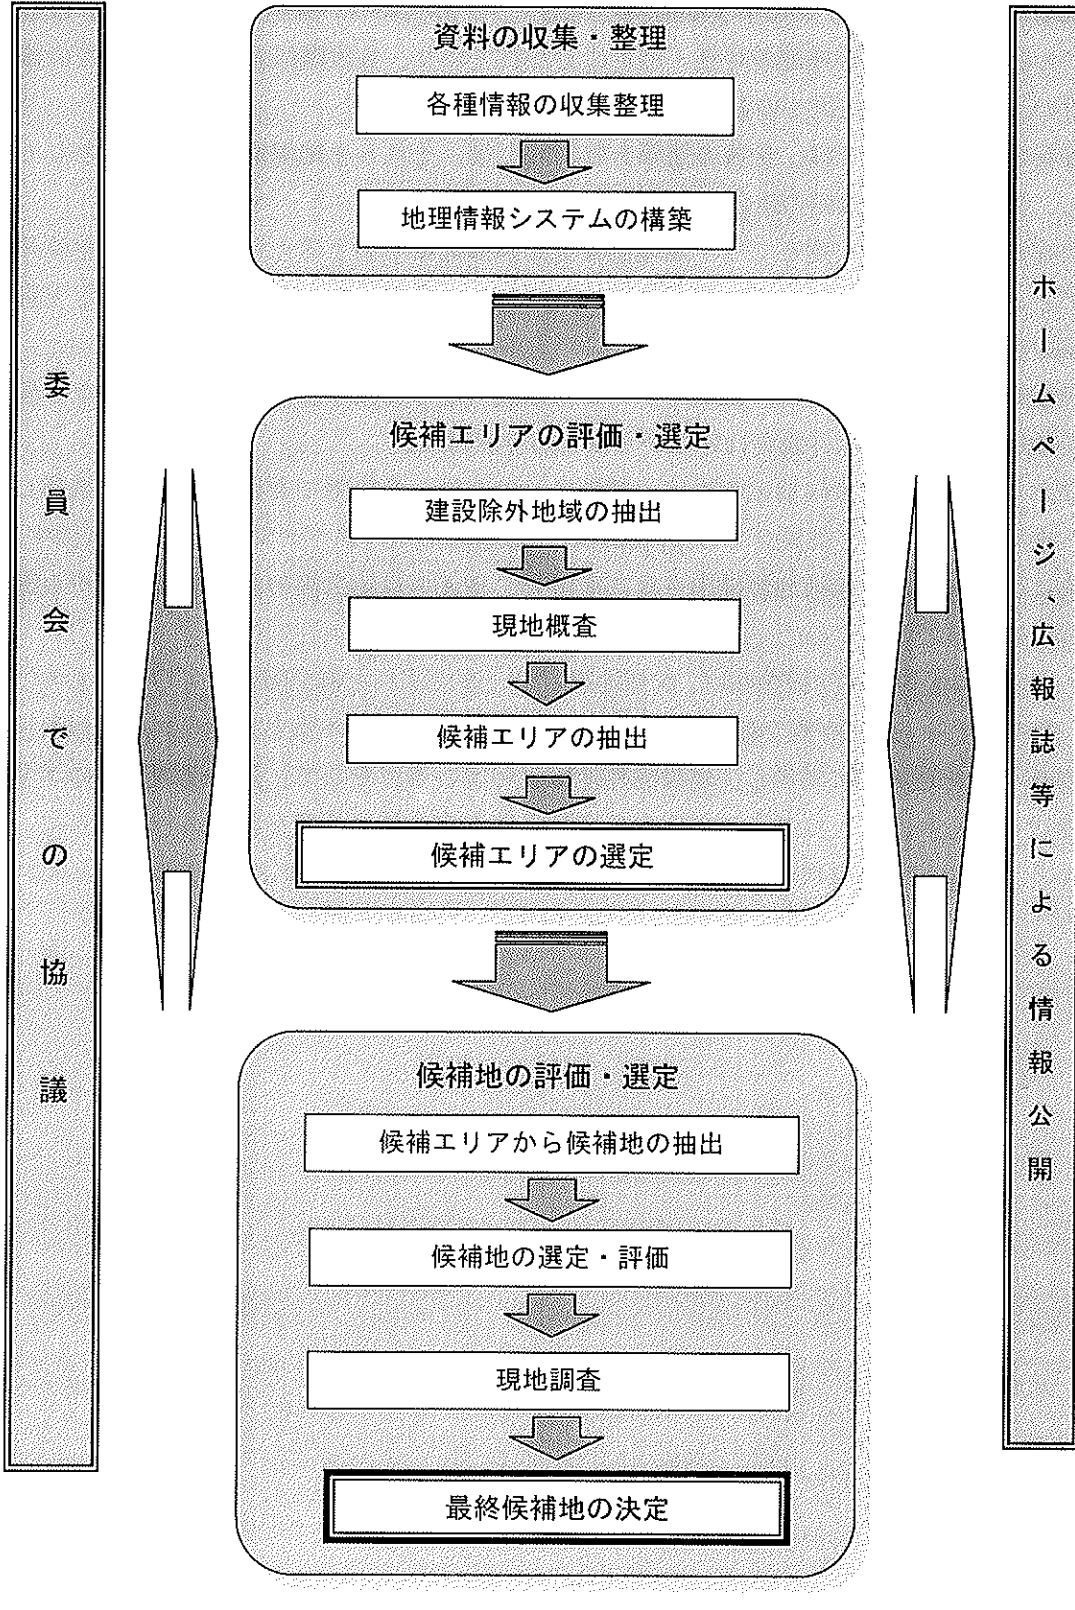 委員会での協議
資料の収集・整理
各種情報の収集整理
地理情報システムの構築
候補エリアの評価・選定
建設除外地域の抽出
現地概査
候補エリアの抽出
候補エリアの選定
候補地の評価・選定
候補エリアから候補地の抽出
候補地の選定・評価
現地調査
最終候補地の決定
ホームページ、広報誌等による情報公開